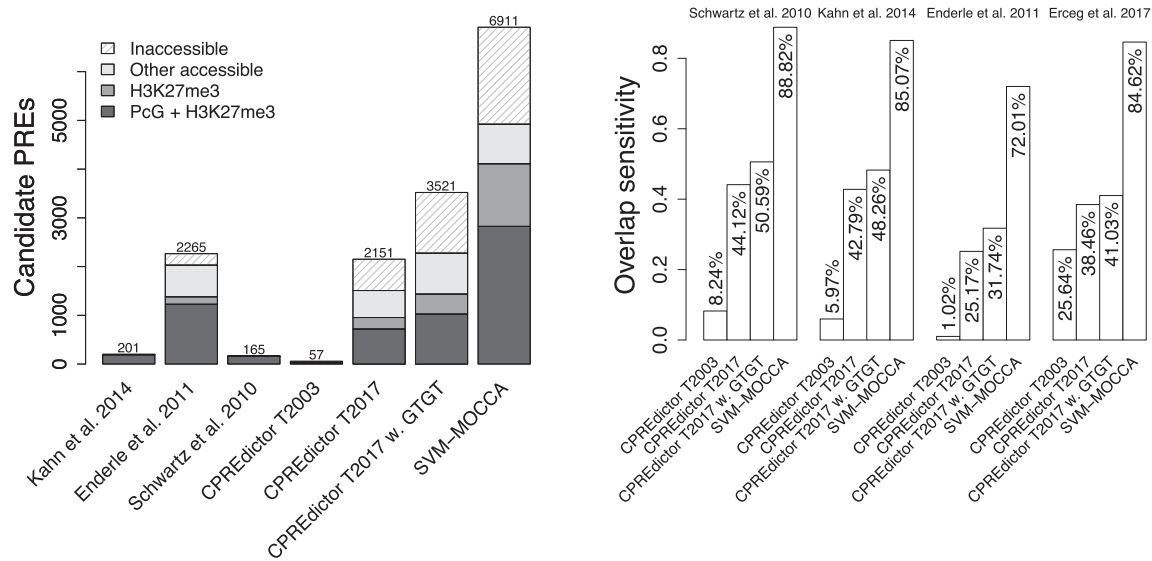 Candidate PREs
0
1000
3000
5000
Inaccessible
Other accessible
H3K27me3
PcG + H3K27me3
201
2265
165
57
2151
3521
6911
Kahn et al. 2014
Enderle et al. 2011
Schwartz et al. 2010
CPREdictor T2003
CPREdictor T2017
CPREdictor T2017 w. GTGT
SVM–MOCCA
Overlap sensitivity
0.0
0.2
0.4
0.6
0.8
Schwartz et al. 2010
Kahn et al. 2014
Enderle et al. 2011
Erceg et al. 2017
8.24%
44.12%
50.59%
88.82%
5.97%
42.79%
48.26%
85.07%
1.02%
25.17%
31.74%
72.01%
25.64%
38.46%
41.03%
84.62%
CPREdictor T2003
CPREdictor T2017
CPREdictor T2017 w. GTGT
SVM–MOCCA
CPREdictor T2003
CPREdictor T2017
CPREdictor T2017 w. GTGT
SVM–MOCCA
CPREdictor T2003
CPREdictor T2017
CPREdictor T2017 w. GTGT
SVM–MOCCA
CPREdictor T2003
CPREdictor T2017
CPREdictor T2017 w. GTGT
SVM–MOCCA